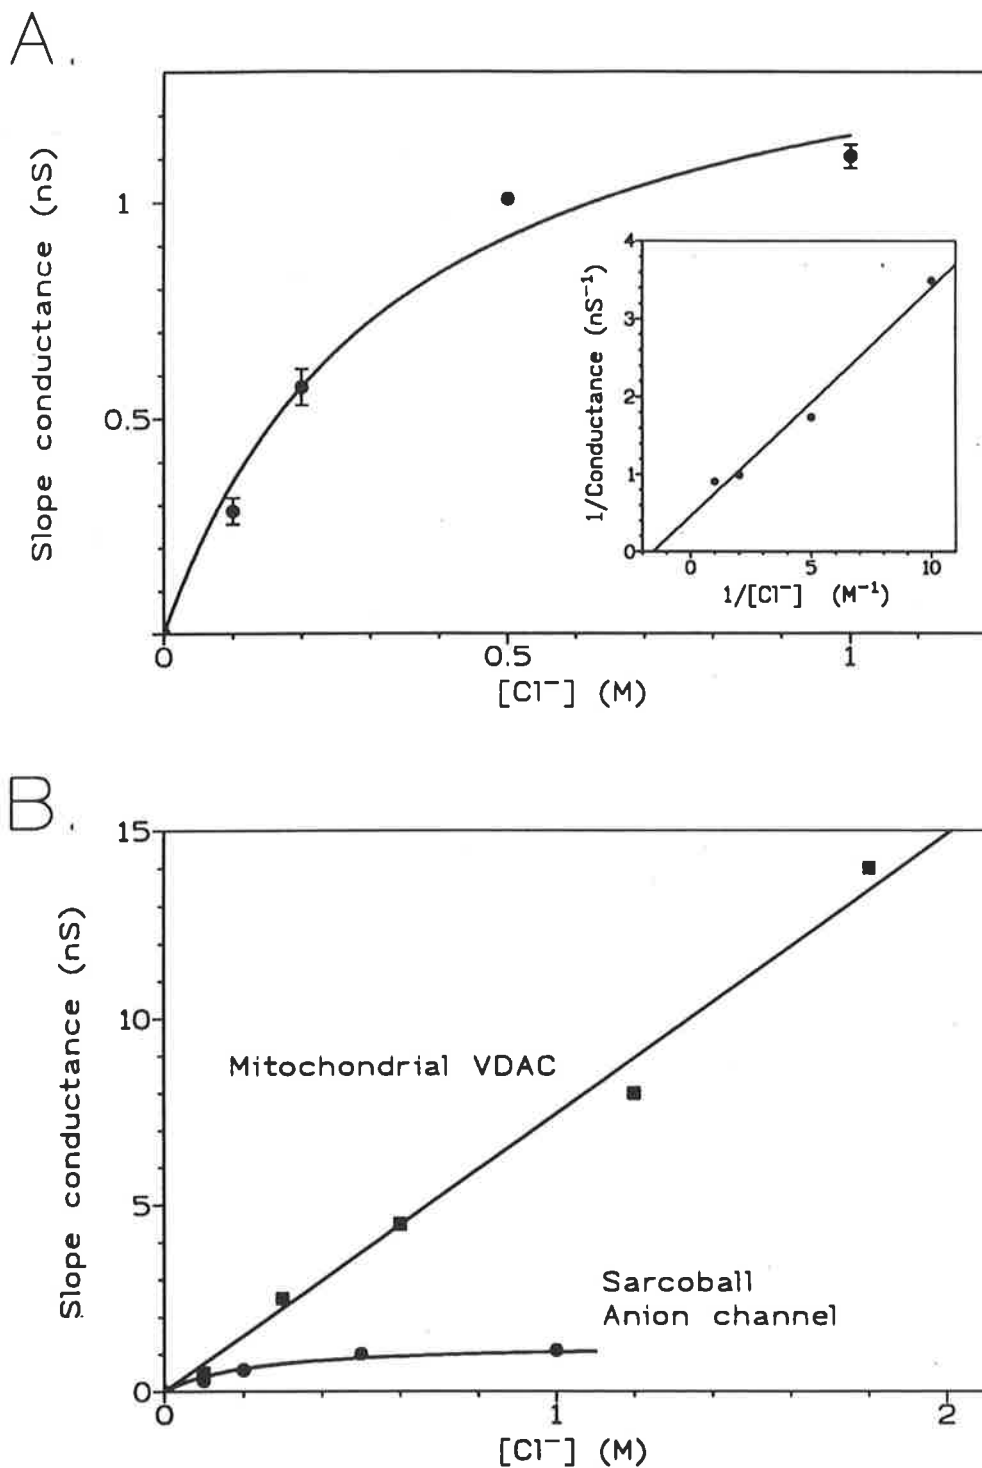 A.
Slope conductance (nS)
1
0.5
0
0.5
1
[Cl⁻] (M)
1/Conductance (nS⁻¹)
4
3
2
1
0
0
5
10
1/[Cl⁻] (M⁻¹)
B.
Slope conductance (nS)
15
10
5
0
Mitochondrial VDAC
Sarcoball
Anion channel
0
1
2
[Cl⁻] (M)